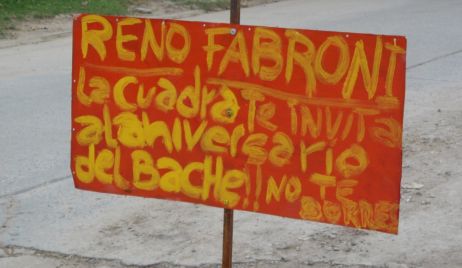 RENO FABRONI
La Cuadra TE INVITA
al aniversario
del BacHe!! NO TE
BORRES